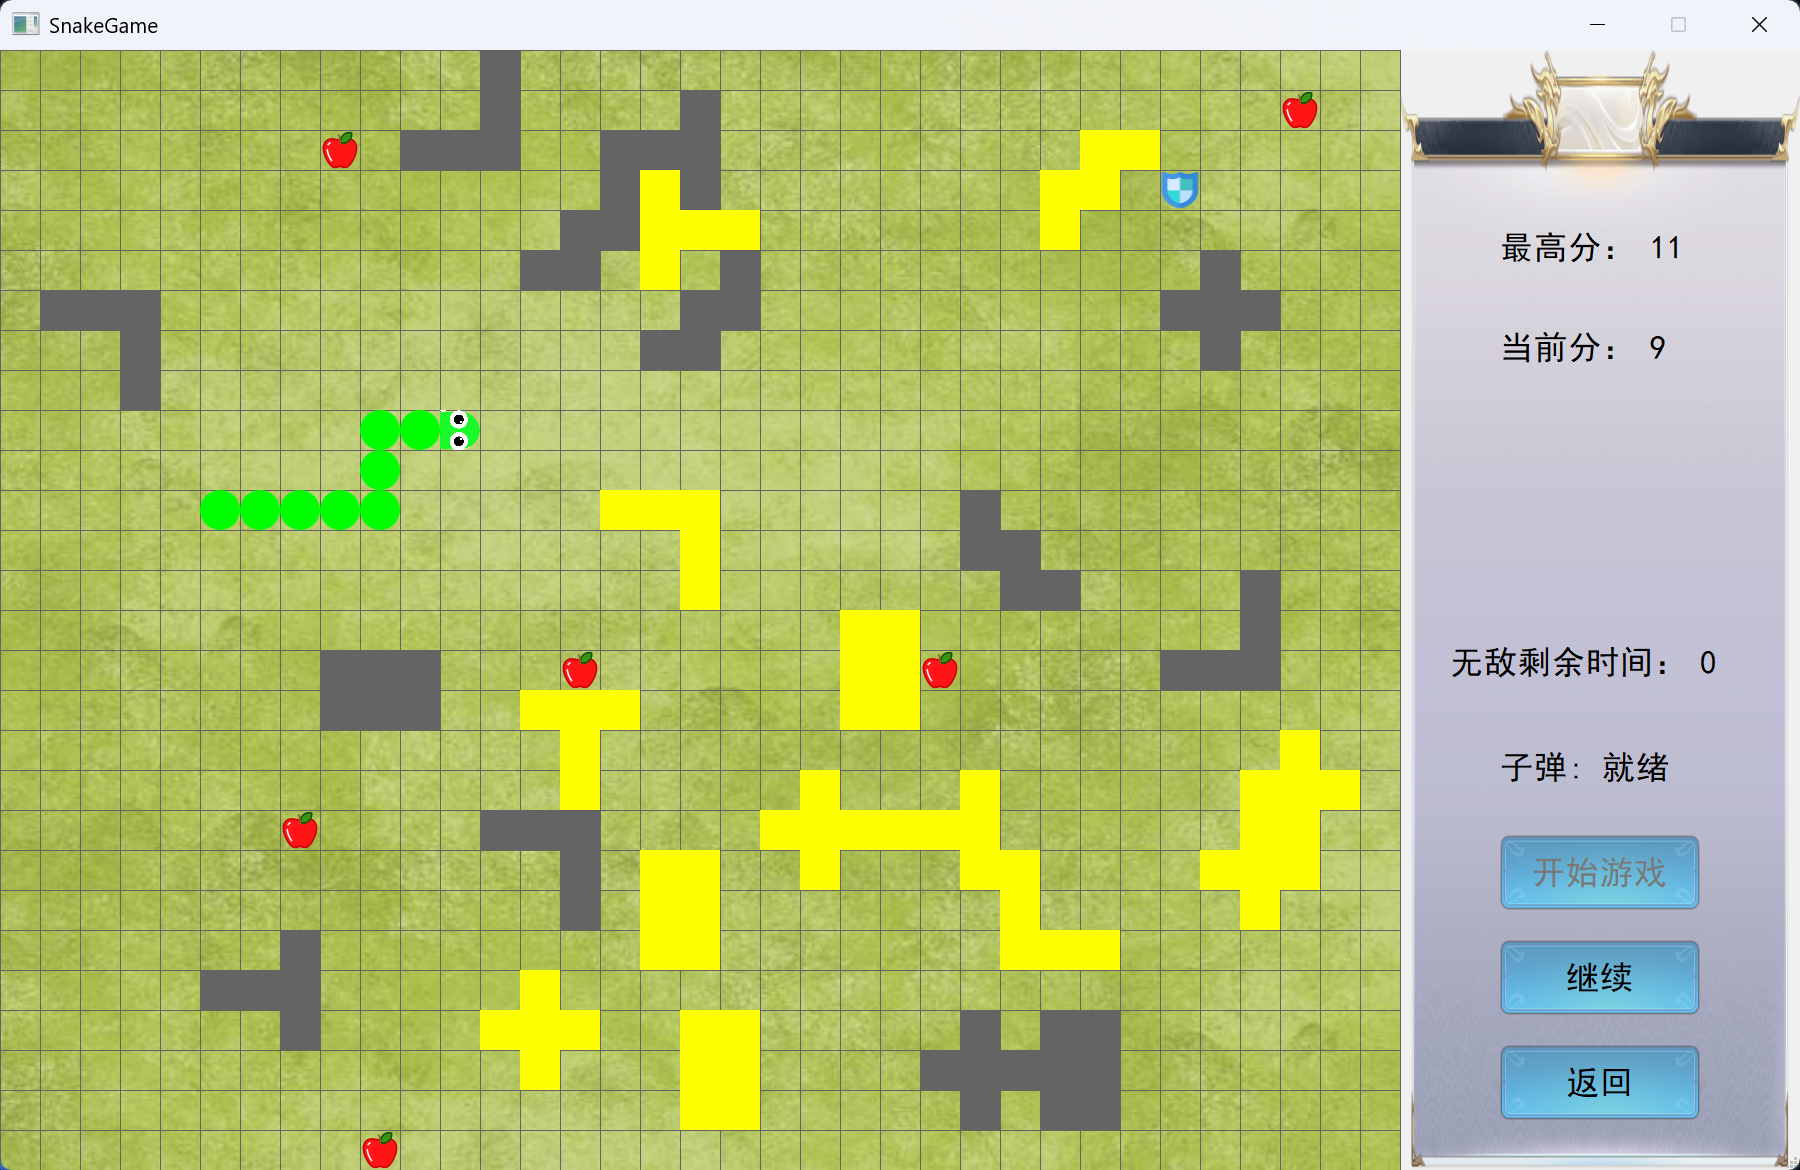 SnakeGame
最高分： 11
当前分： 9
无敌剩余时间： 0
子弹: 就绪
开始游戏
继续
返回